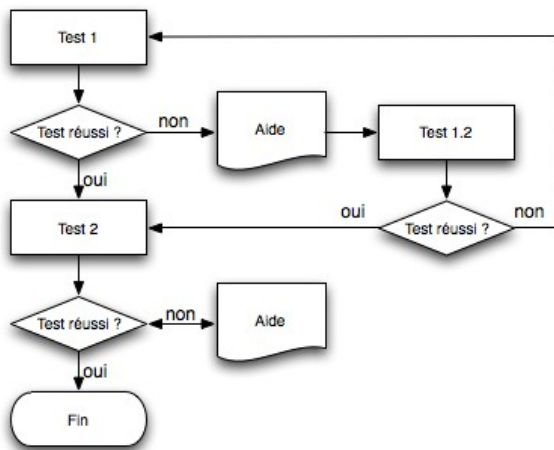 Test 1
Test réussi ?
non
Aide
Test 1.2
oui
Test 2
oui
Test réussi ?
non
Test réussi ?
non
Aide
oui
Fin